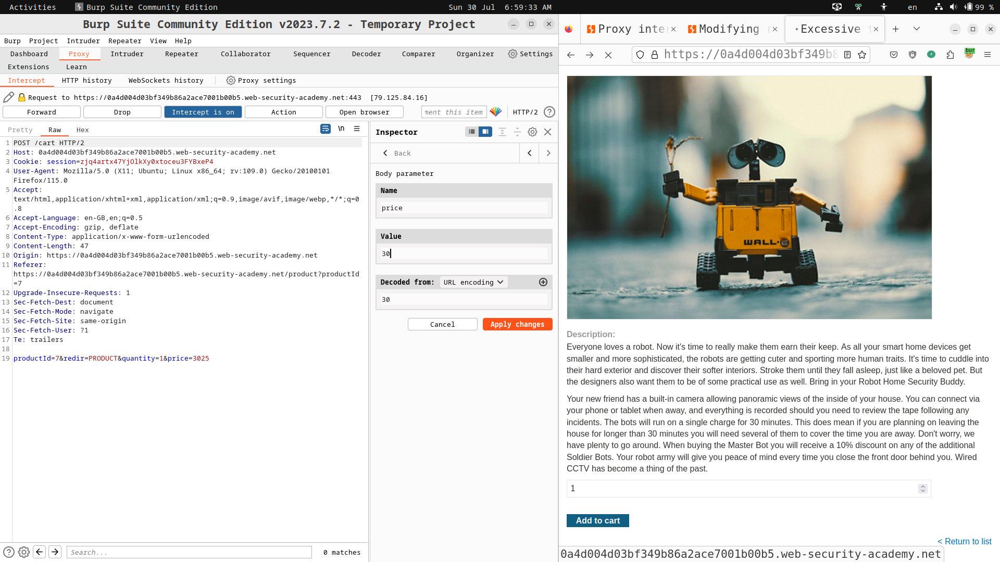 Activities
Burp Suite Community Edition
Sun 30 Jul 6:59:33 AM
en
99 %
Burp Suite Community Edition v2023.7.2 - Temporary Project
Burp Project Intruder Repeater View Help
Dashboard Proxy Intruder Repeater Collaborator Sequencer Decoder Comparer Organizer Settings
Extensions Learn
Intercept HTTP history WebSockets history Proxy settings
Request to https://0a4d004d03bf349b86a2ace7001b00b5.web-security-academy.net:443 [79.125.84.16]
Forward Drop Intercept is on Action Open browser ment this item HTTP/2 ?
Pretty Raw Hex \n
1 POST /cart HTTP/2
2 Host: 0a4d004d03bf349b86a2ace7001b00b5.web-security-academy.net
3 Cookie: session=zjq4artx47YjOlkXy0xtoceu3FYBxeP4
4 User-Agent: Mozilla/5.0 (X11; Ubuntu; Linux x86_64; rv:109.0) Gecko/20100101
Firefox/115.0
5 Accept:
text/html,application/xhtml+xml,application/xml;q=0.9,image/avif,image/webp,*/*;q=0
.8
6 Accept-Language: en-GB,en;q=0.5
7 Accept-Encoding: gzip, deflate
8 Content-Type: application/x-www-form-urlencoded
9 Content-Length: 47
10 Origin: https://0a4d004d03bf349b86a2ace7001b00b5.web-security-academy.net
11 Referer:
https://0a4d004d03bf349b86a2ace7001b00b5.web-security-academy.net/product?productId
=7
12 Upgrade-Insecure-Requests: 1
13 Sec-Fetch-Dest: document
14 Sec-Fetch-Mode: navigate
15 Sec-Fetch-Site: same-origin
16 Sec-Fetch-User: ?1
17 Te: trailers
18
19 productId=7&redir=PRODUCT&quantity=1&price=3025
? Search... 0 matches
Inspector
Back
Body parameter
Name
price
Value
30
Decoded from: URL encoding
30
Cancel Apply changes
Proxy inte Modifying Excessive
https://0a4d004d03bf349b8
bur
WALL·E
Description:
Everyone loves a robot. Now it's time to really make them earn their keep. As all your smart home devices get
smaller and more sophisticated, the robots are getting cuter and sporting more human traits. It's time to cuddle into
their hard exterior and discover their softer interiors. Stroke them until they fall asleep, just like a beloved pet. But
the designers also want them to be of some practical use as well. Bring in your Robot Home Security Buddy.
Your new friend has a built-in camera allowing panoramic views of the inside of your house. You can connect via
your phone or tablet when away, and everything is recorded should you need to review the tape following any
incidents. The bots will run on a single charge for 30 minutes. This does mean if you are planning on leaving the
house for longer than 30 minutes you will need several of them to cover the time you are away. Don't worry, we
have plenty to go around. When buying the Master Bot you will receive a 10% discount on any of the additional
Soldier Bots. Your robot army will give you peace of mind every time you close the front door behind you. Wired
CCTV has become a thing of the past.
1
Add to cart
< Return to list
0a4d004d03bf349b86a2ace7001b00b5.web-security-academy.net